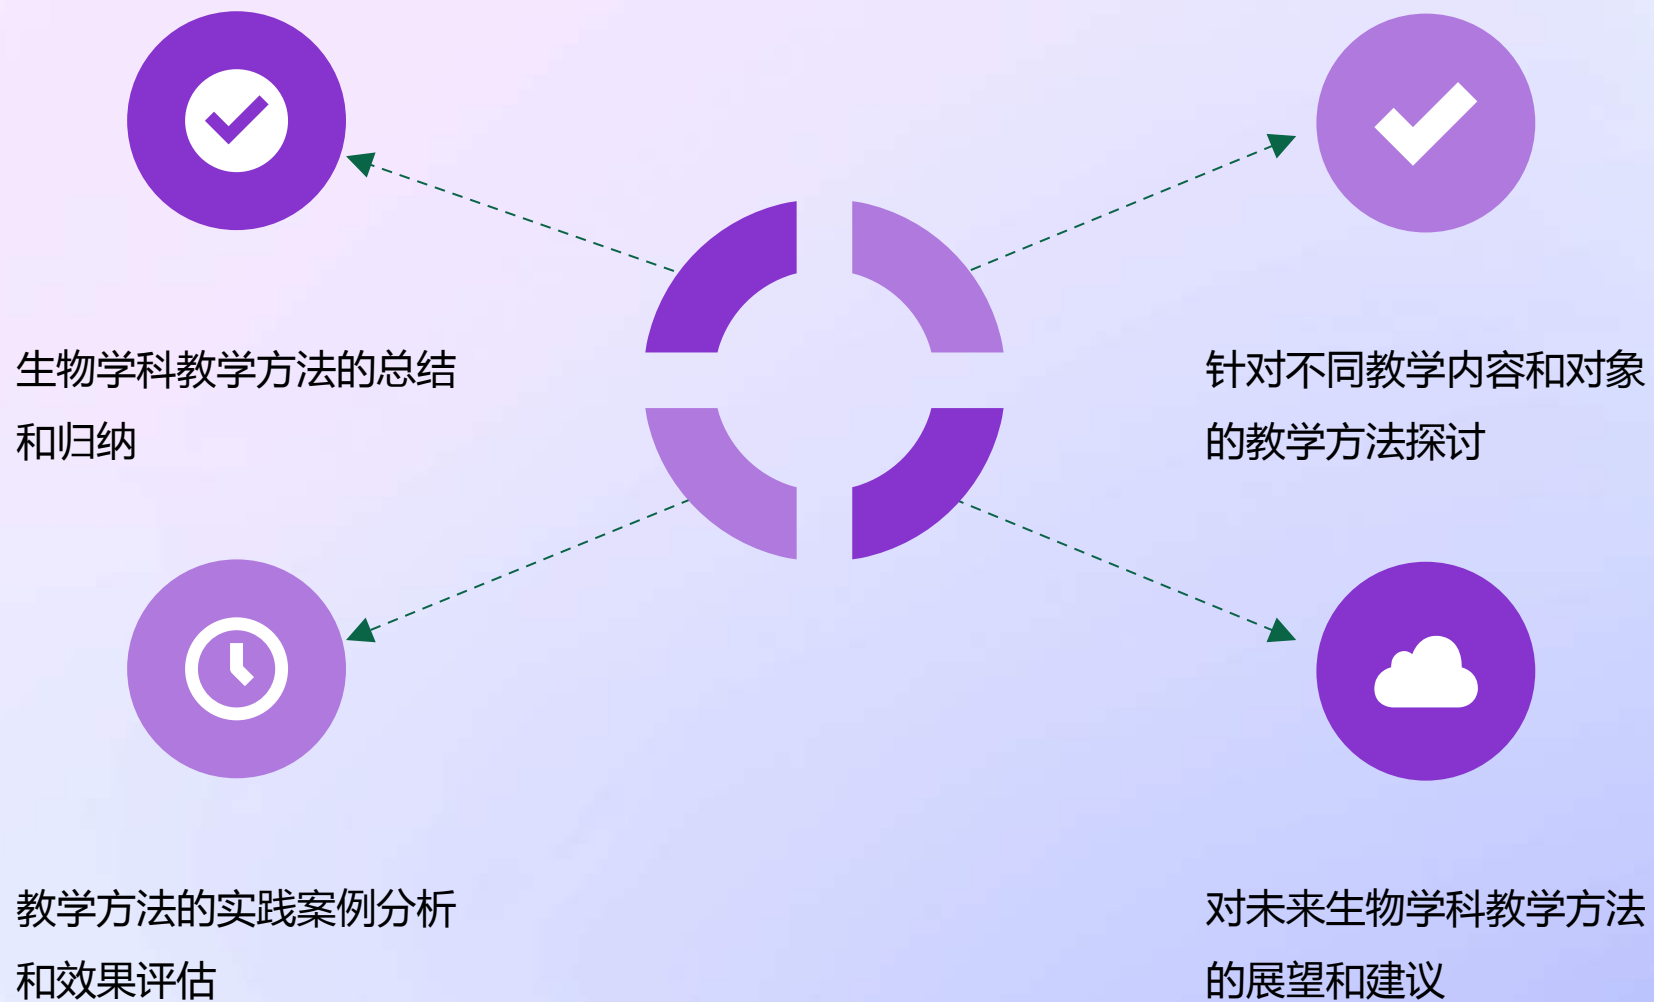 生物学科教学方法的总结
和归纳
针对不同教学内容和对象
的教学方法探讨
教学方法的实践案例分析
和效果评估
对未来生物学科教学方法
的展望和建议